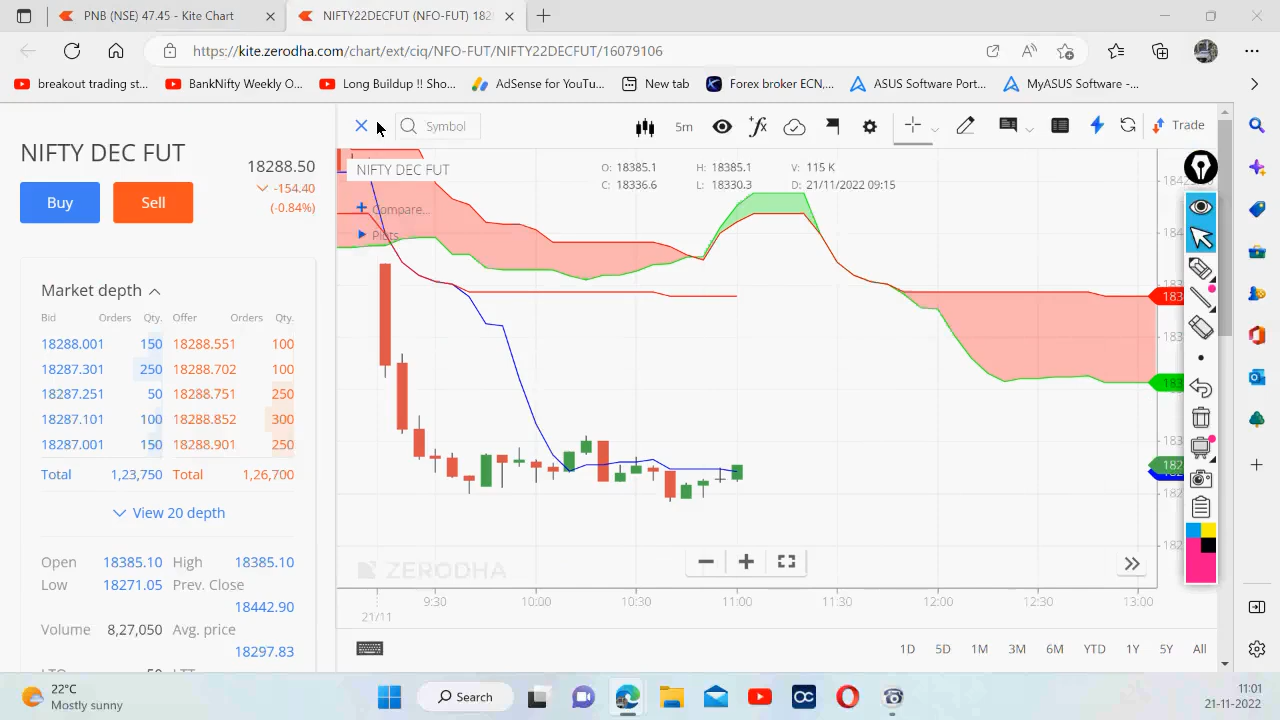 PNB (NSE) 47.45 - Kite Chart
NIFTY22DECFUT (NFO-FUT) 182
https://kite.zerodha.com/chart/ext/ciq/NFO-FUT/NIFTY22DECFUT/16079106
breakout trading st...
BankNifty Weekly O...
Long Buildup !! Sho...
AdSense for YouTu...
New tab
Forex broker ECN,...
ASUS Software Port...
MyASUS Software -...
NIFTY DEC FUT
18288.50
-154.40
(-0.84%)
Buy
Sell
Market depth
Bid Orders Qty. Offer Orders Qty.
18288.001 150 18288.551 100
18287.301 250 18288.702 100
18287.251 50 18288.751 250
18287.101 100 18288.852 300
18287.001 150 18288.901 250
Total 1,23,750 Total 1,26,700
View 20 depth
Open 18385.10 High 18385.10
Low 18271.05 Prev. Close
18442.90
Volume 8,27,050 Avg. price
18297.83
Symbol
5m
Trade
NIFTY DEC FUT
O: 18385.1 H: 18385.1 V: 115 K
C: 18336.6 L: 18330.3 D: 21/11/2022 09:15
Compare...
Plots
ZERODHA
9:30 10:00 10:30 11:00 11:30 12:00 12:30 13:00
21/11
1D 5D 1M 3M 6M YTD 1Y 5Y All
22°C
Mostly sunny
Search
11:01
21-11-2022